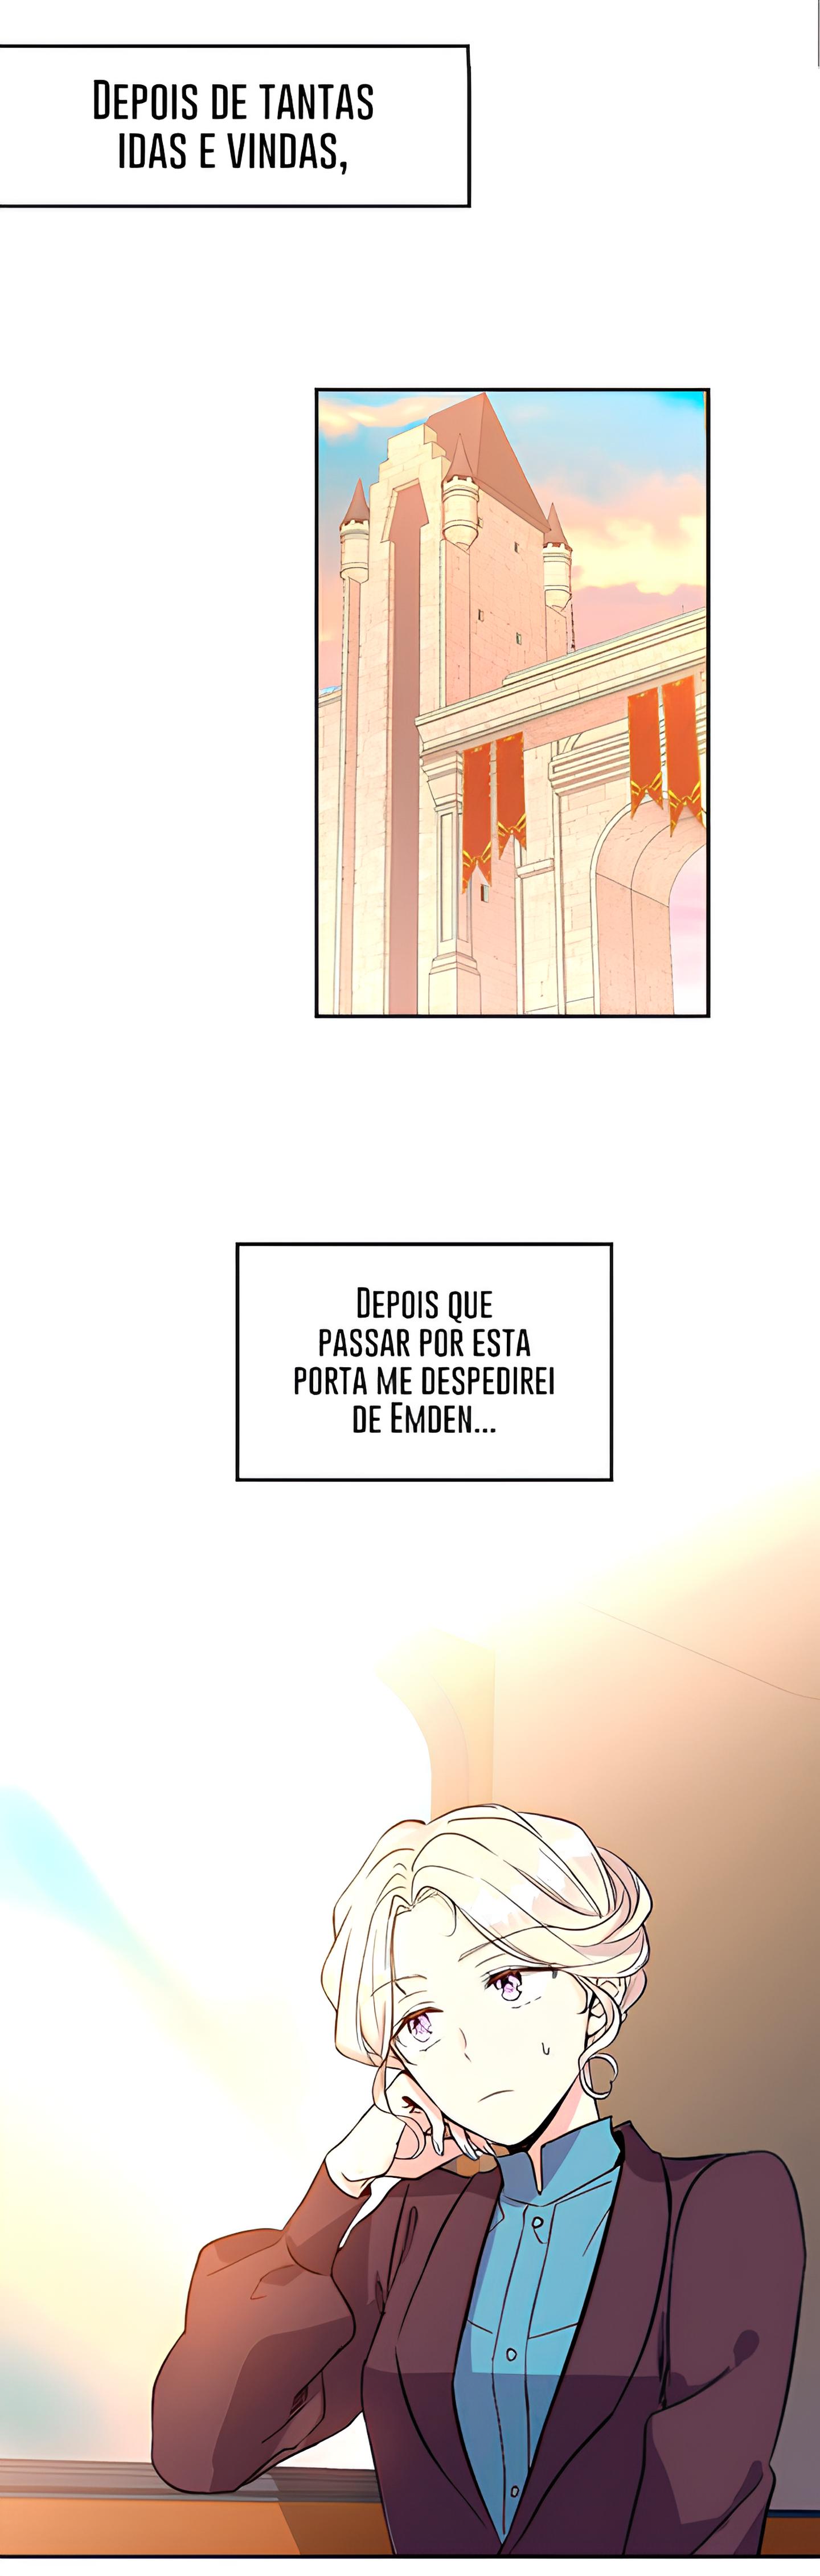 DEPOIS DE TANTAS
IDAS E VINDAS,
DEPOIS QUE
PASSAR POR ESTA
PORTA ME DESPEDIREI
DE EMDEN...